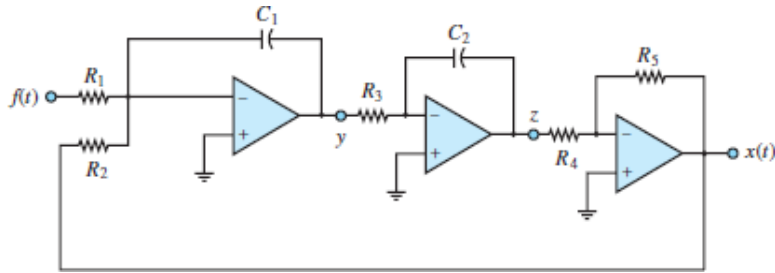 C1
C2
R5
R1
R3
f(t)
−
−
z
−
y
R4
x(t)
+
R2
+
+